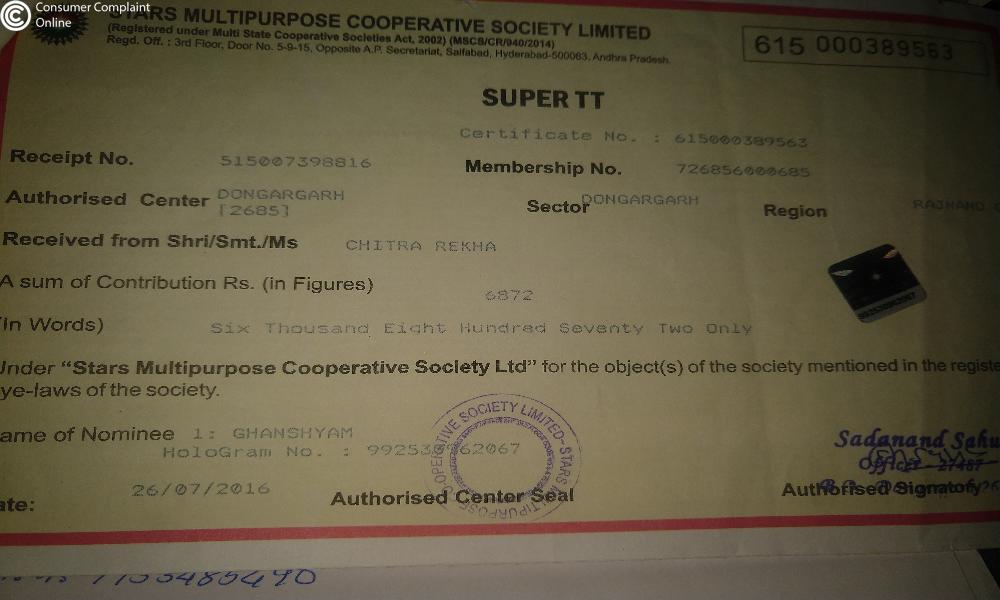 Consumer Complaint
Online
STARS MULTIPURPOSE COOPERATIVE SOCIETY LIMITED
(Registered under Multi State Cooperative Societies Act, 2002) (MSCS/CR/940/2014)
Regd. Off. : 3rd Floor, Door No. 5-9-15, Opposite A.P. Secretariat, Saifabad, Hyderabad-500063. Andhra Pradesh.
615 000389563
SUPER TT
Certificate No. : 615000389563
Receipt No. 515007398816
Membership No. 726856000685
Authorised Center DONGARGARH
[2685]
Sector DONGARGARH Region RAJNAND
Received from Shri/Smt./Ms CHITRA REKHA
A sum of Contribution Rs. (in Figures) 6872
(In Words) Six Thousand Eight Hundred Seventy Two Only
Under “Stars Multipurpose Cooperative Society Ltd” for the object(s) of the society mentioned in the registe
ye-laws of the society.
ame of Nominee 1: GHANSHYAM
HoloGram No. :
Sadanand Sahu
26/07/2016
ate:
Authorised Center Seal
Authorised Signatory